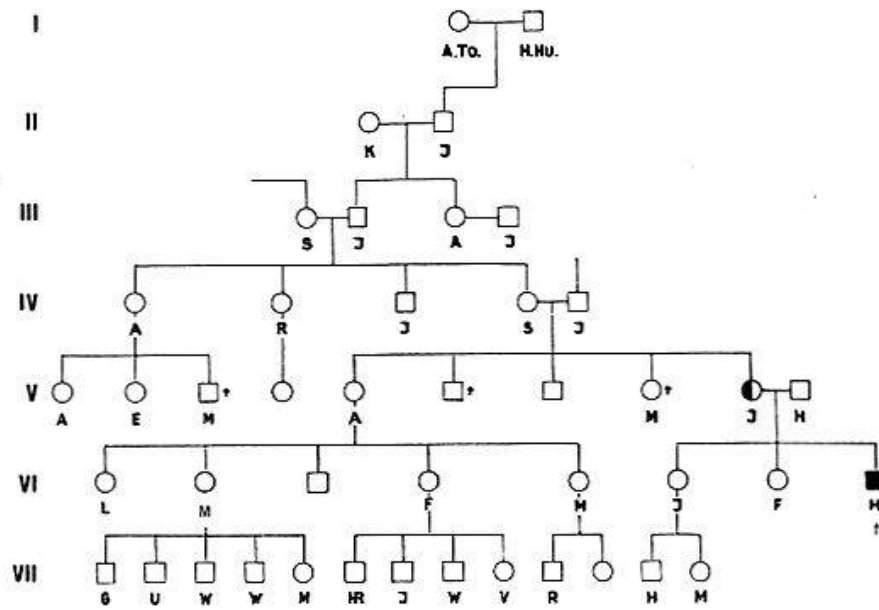 I
A.To. H.Hu.
II
K J
III
S J A J
IV
A R J S J
V
A E M † A † M † J H
VI
L M F M J F H
†
VII
G U W W M HR J W V R H M